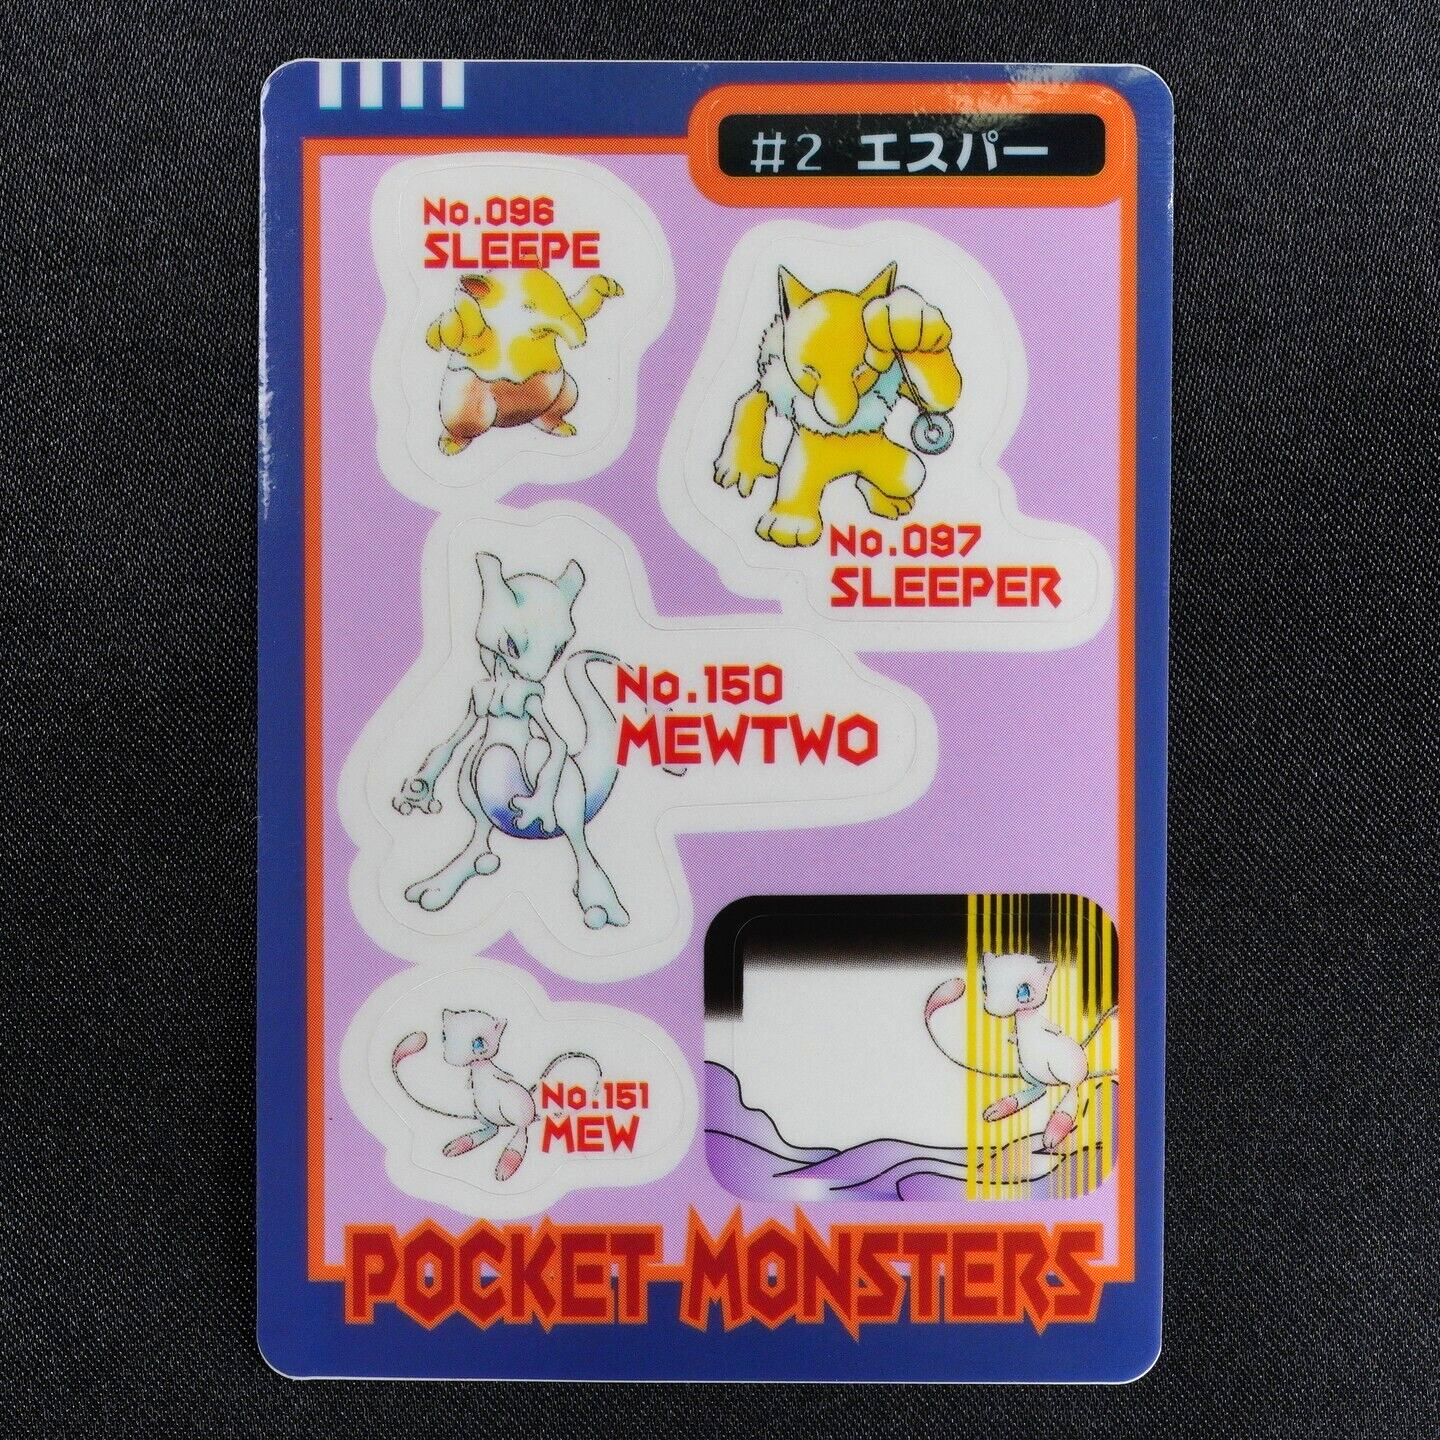 #2 エスパー
No.096
SLEEPE
No.097
SLEEPER
No.150
MEWTWO
No.151
MEW
POCKET MONSTERS